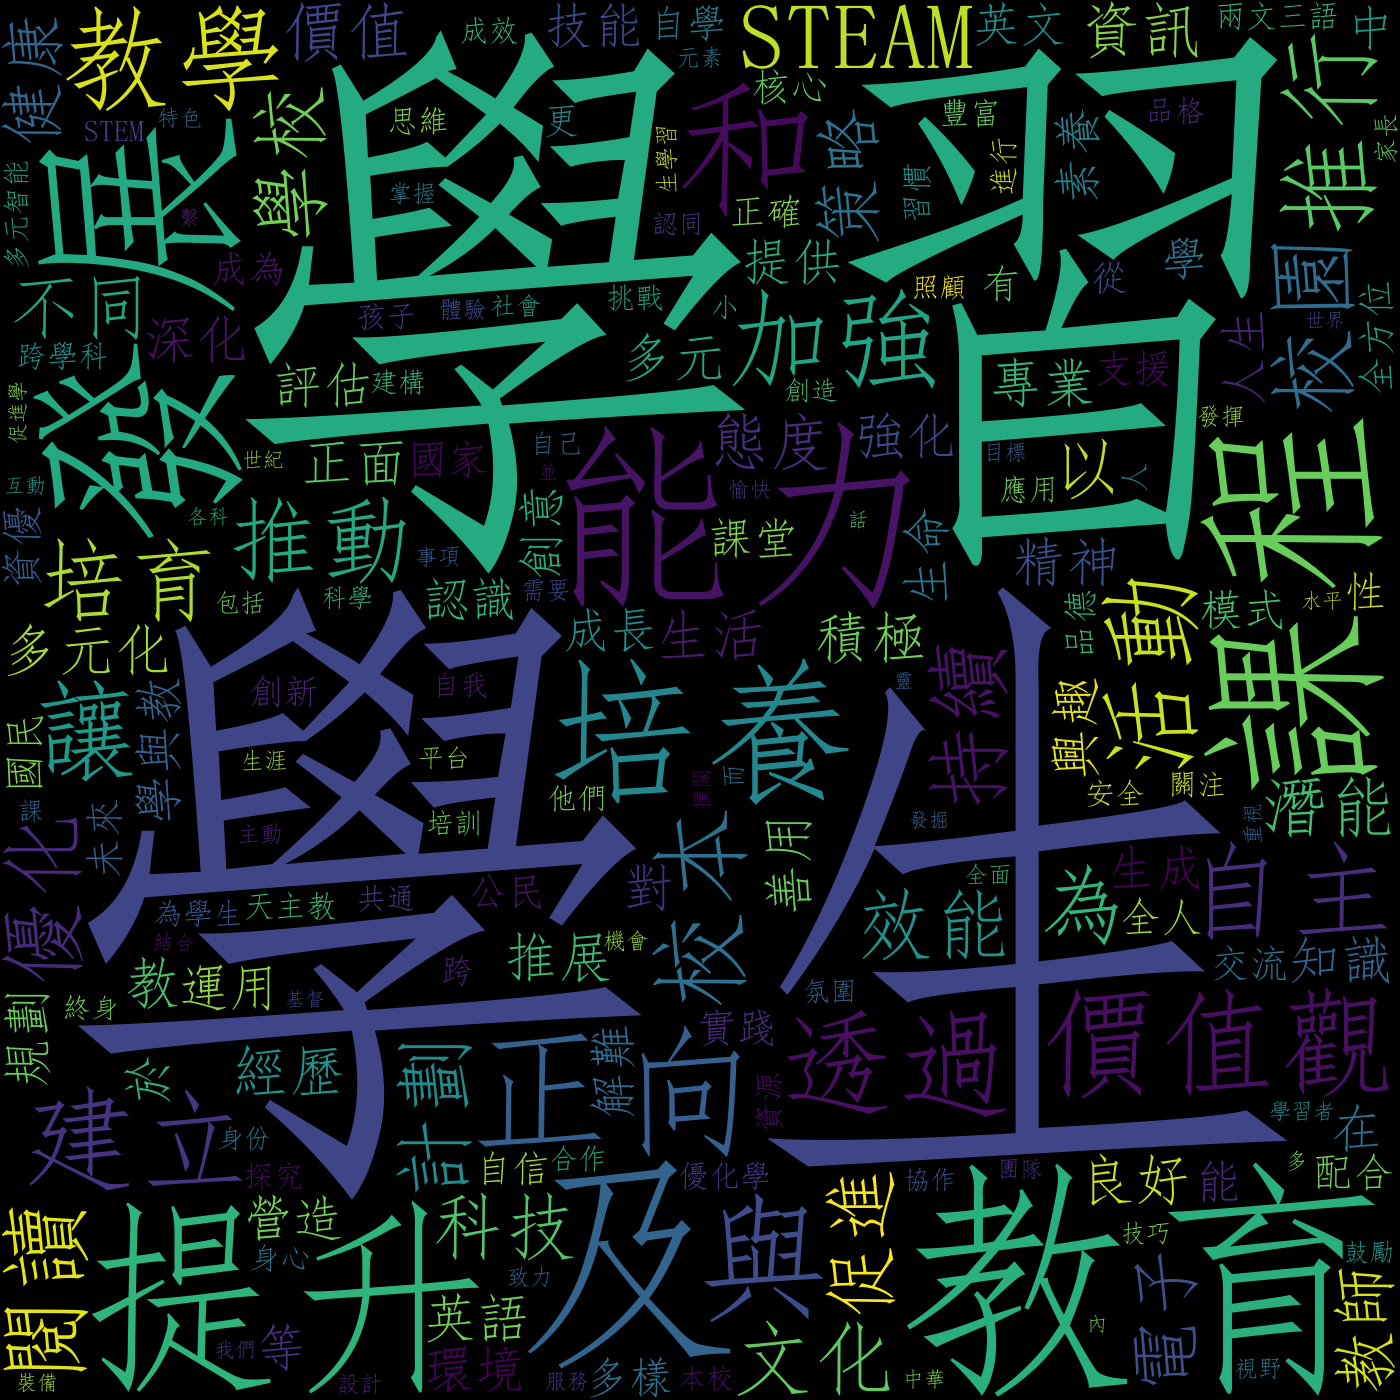 學習
學生
教育
發展
能力
課程
提升
及
培養
正向
價值觀
透過
教學
STEAM
和
加強
推動
建立
自主
活動
推行
校園
校本
與
科技
文化
促進
電子
教師
閱讀
優化
讓
培育
不同
學校
價值
健康
技能
自學
成效
元素
英文
資訊
兩文三語
中
核心
策略
豐富
素養
品格
家長
STEM
特色
思維
更
掌握
生學習
進行
習慣
正確
認同
提供
多元智能
繫
成為
深化
跨學科
孩子
體驗
社會
挑戰
小
照顧
有
從
學
人生
世界
全方位
促進學
評估
建構
多元
創造
專業
支援
發揮
世紀
正面
國家
自己
並
態度
強化
愉快
目標
以
人
應用
互動
資優
各科
創意
課堂
話
生命
精神
包括
科學
事項
需要
認識
多元化
成長
生活
積極
持續
品德
模式
水平
性
興趣
安全
關注
潛能
重視
國民
學與教
創新
自我
靈
生涯
平台
他們
而
課
未來
主動
培訓
善用
發掘
全面
為學生
天主教
共通
公民
對
效能
為
生成
全人
交流
知識
結合
機會
推展
跨
教
運用
基督
氛圍
終身
規劃
於
經歷
計劃
解難
實踐
資源
學習者
在
身份
探究
自信
合作
優化學
協作
團隊
良好
能
多
配合
營造
身心
致力
技巧
鼓勵
我們
等
英語
環境
設計
服務
多樣
本校
中華
內
視野
裝備